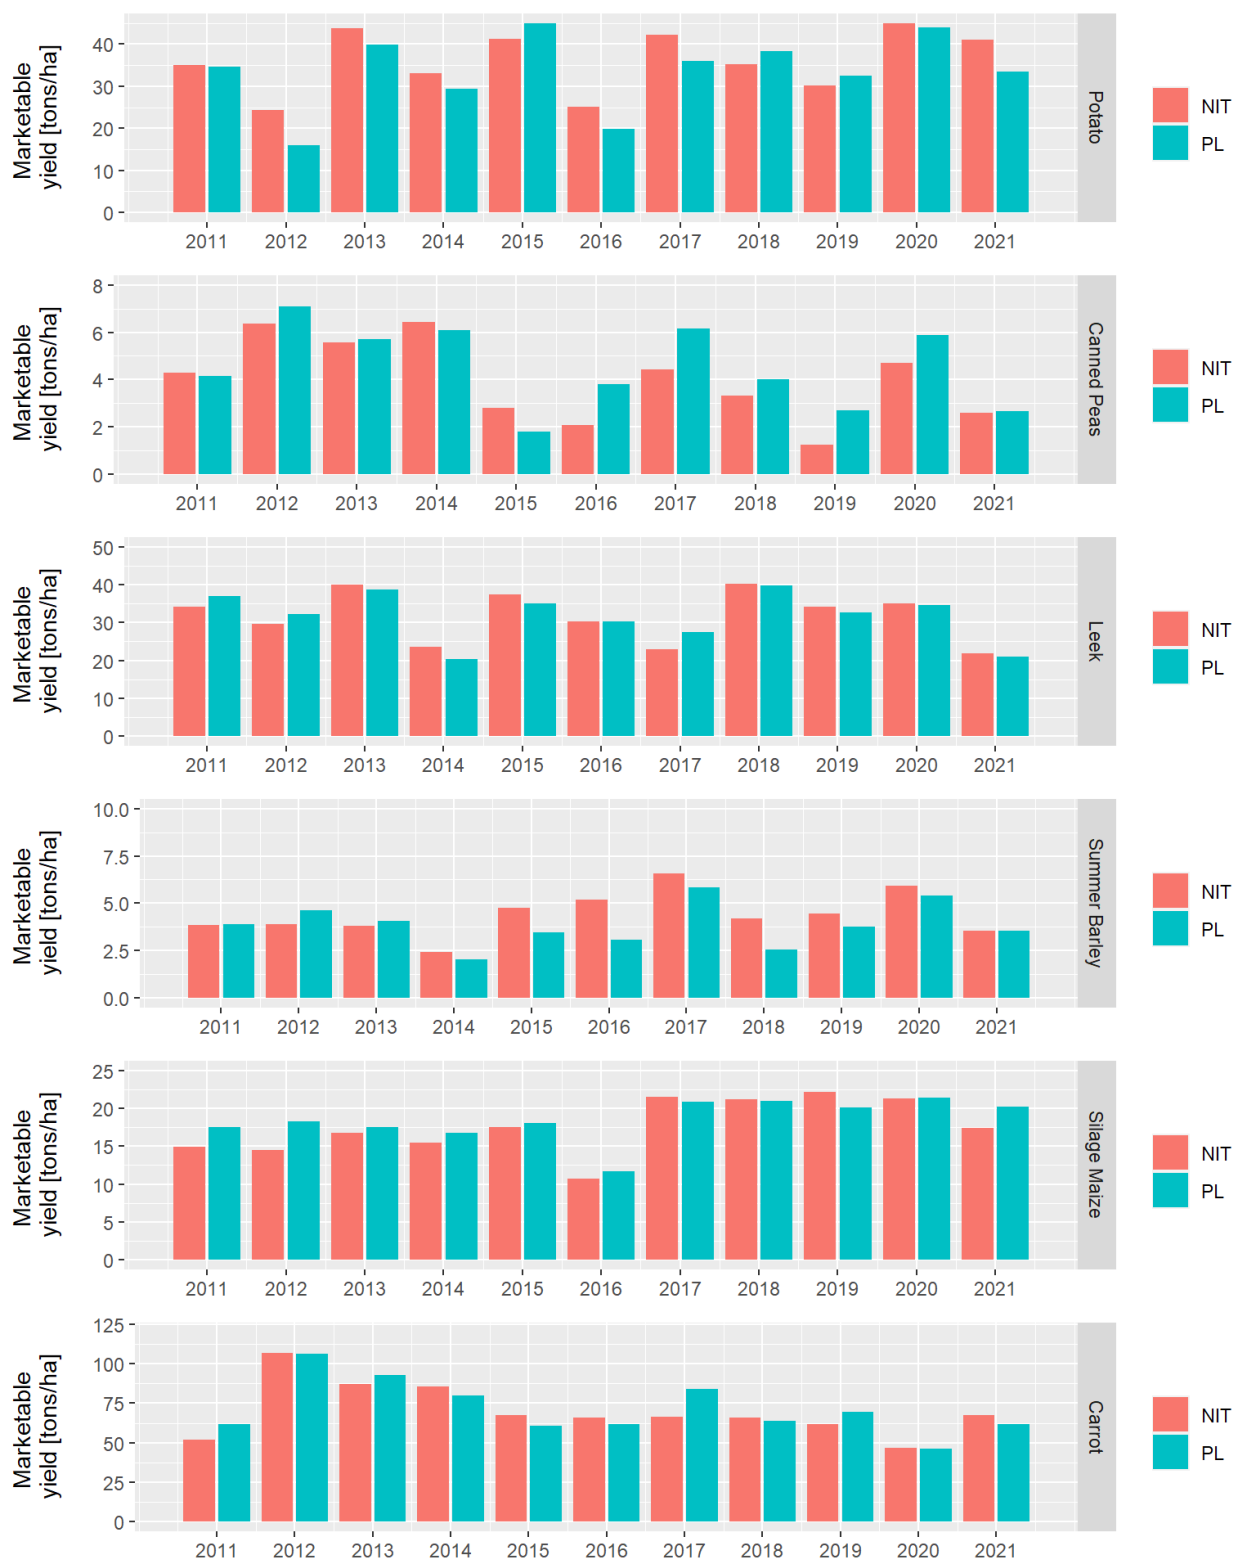 Marketable
yield [tons/ha]
40
30
20
10
0
2011 2012 2013 2014 2015 2016 2017 2018 2019 2020 2021
Potato
NIT
PL
Marketable
yield [tons/ha]
8
6
4
2
0
2011 2012 2013 2014 2015 2016 2017 2018 2019 2020 2021
Canned Peas
NIT
PL
Marketable
yield [tons/ha]
50
40
30
20
10
0
2011 2012 2013 2014 2015 2016 2017 2018 2019 2020 2021
Leek
NIT
PL
Marketable
yield [tons/ha]
10.0
7.5
5.0
2.5
0.0
2011 2012 2013 2014 2015 2016 2017 2018 2019 2020 2021
Summer Barley
NIT
PL
Marketable
yield [tons/ha]
25
20
15
10
5
0
2011 2012 2013 2014 2015 2016 2017 2018 2019 2020 2021
Silage Maize
NIT
PL
Marketable
yield [tons/ha]
125
100
75
50
25
0
2011 2012 2013 2014 2015 2016 2017 2018 2019 2020 2021
Carrot
NIT
PL